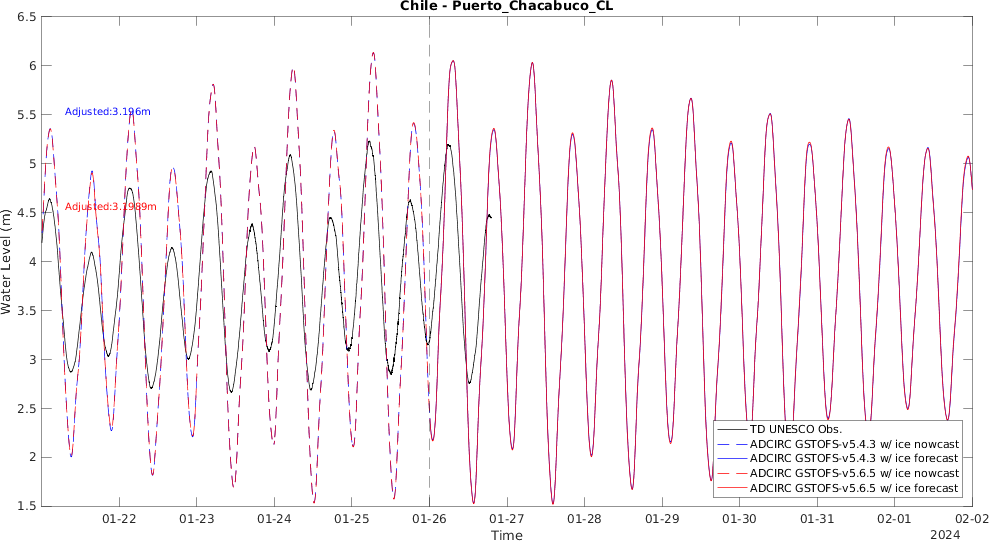 Chile - Puerto_Chacabuco_CL
6.5
6
5.5
5
4.5
4
3.5
3
2.5
2
1.5
Water Level (m)
Adjusted:3.196m
Adjusted:3.1989m
TD UNESCO Obs.
ADCIRC GSTOFS-v5.4.3 w/ ice nowcast
ADCIRC GSTOFS-v5.4.3 w/ ice forecast
ADCIRC GSTOFS-v5.6.5 w/ ice nowcast
ADCIRC GSTOFS-v5.6.5 w/ ice forecast
01-22 01-23 01-24 01-25 01-26 01-27 01-28 01-29 01-30 01-31 02-01 02-02
Time
2024